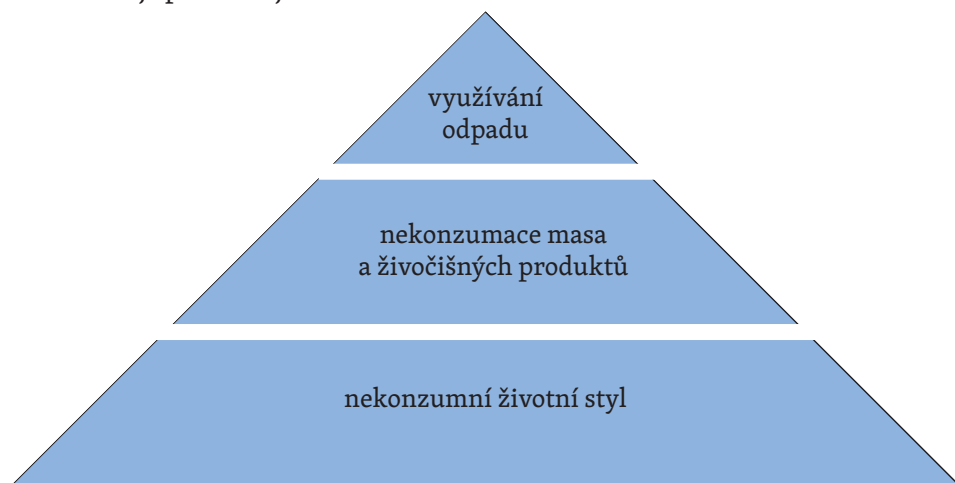 využívání
odpadu
nekonzumace masa
a živočišných produktů
nekonzumní životní styl